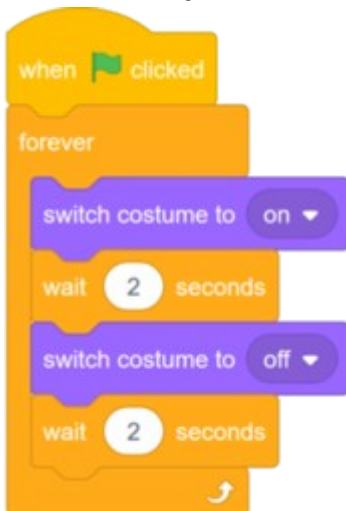 when clicked
forever
switch costume to on
wait 2 seconds
switch costume to off
wait 2 seconds